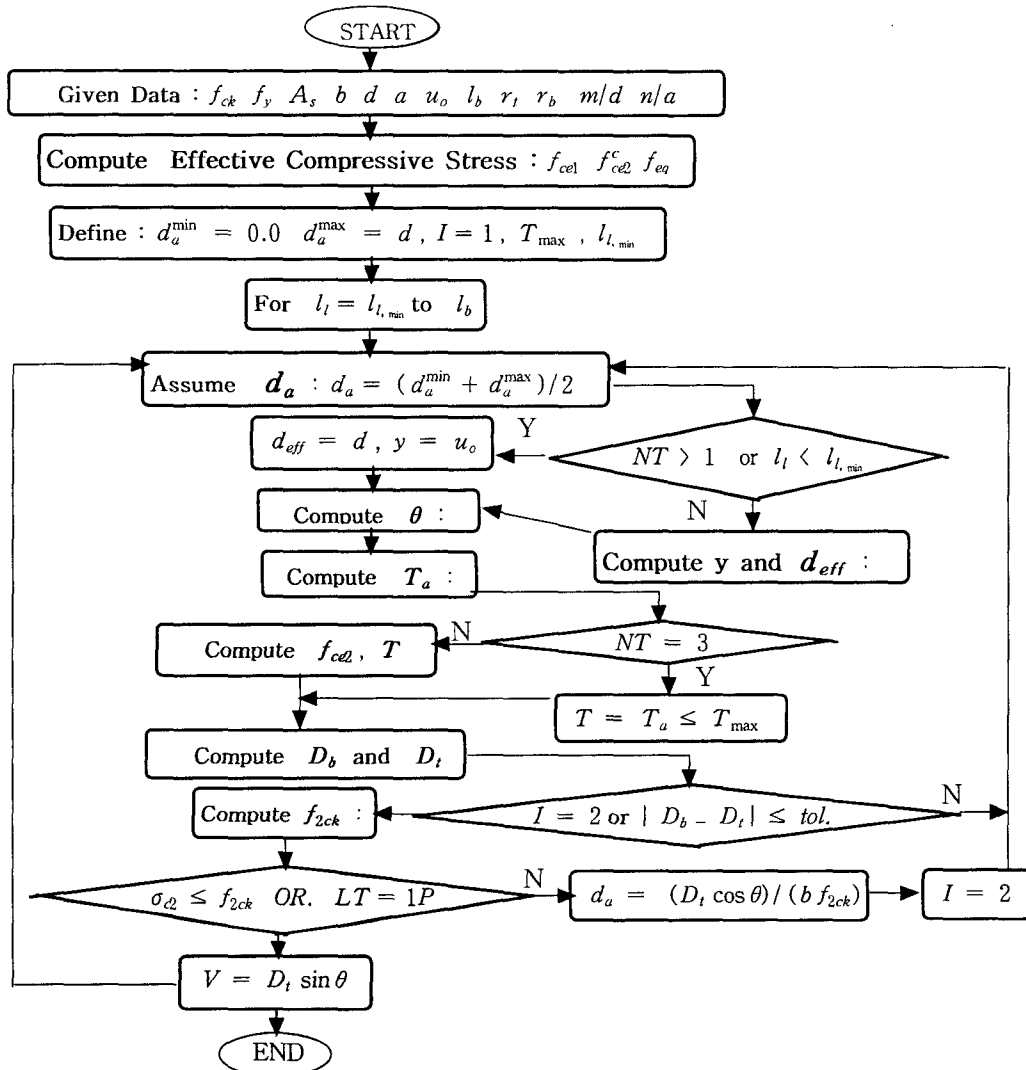 START
Given Data : f_ck f_y A_s b d a u_o l_b r_t r_b m/d n/a
Compute Effective Compressive Stress : f_ce1 f^c_ce2 f_eq
Define : d_a^min = 0.0 d_a^max = d , I = 1 , T_max , l_l,min
For l_l = l_l,min to l_b
Assume d_a : d_a = ( d_a^min + d_a^max )/2
d_eff = d , y = u_o
Y
NT > 1 or l_l < l_l,min
N
Compute θ :
Compute y and d_eff :
Compute T_a :
Compute f_ce2 , T
N
NT = 3
Y
T = T_a ≤ T_max
Compute D_b and D_t
Compute f_2ck :
I = 2 or | D_b - D_t | ≤ tol.
N
σ_c2 ≤ f_2ck OR. LT = 1P
N
d_a = (D_t cos θ)/(b f_2ck)
I = 2
V = D_t sin θ
END